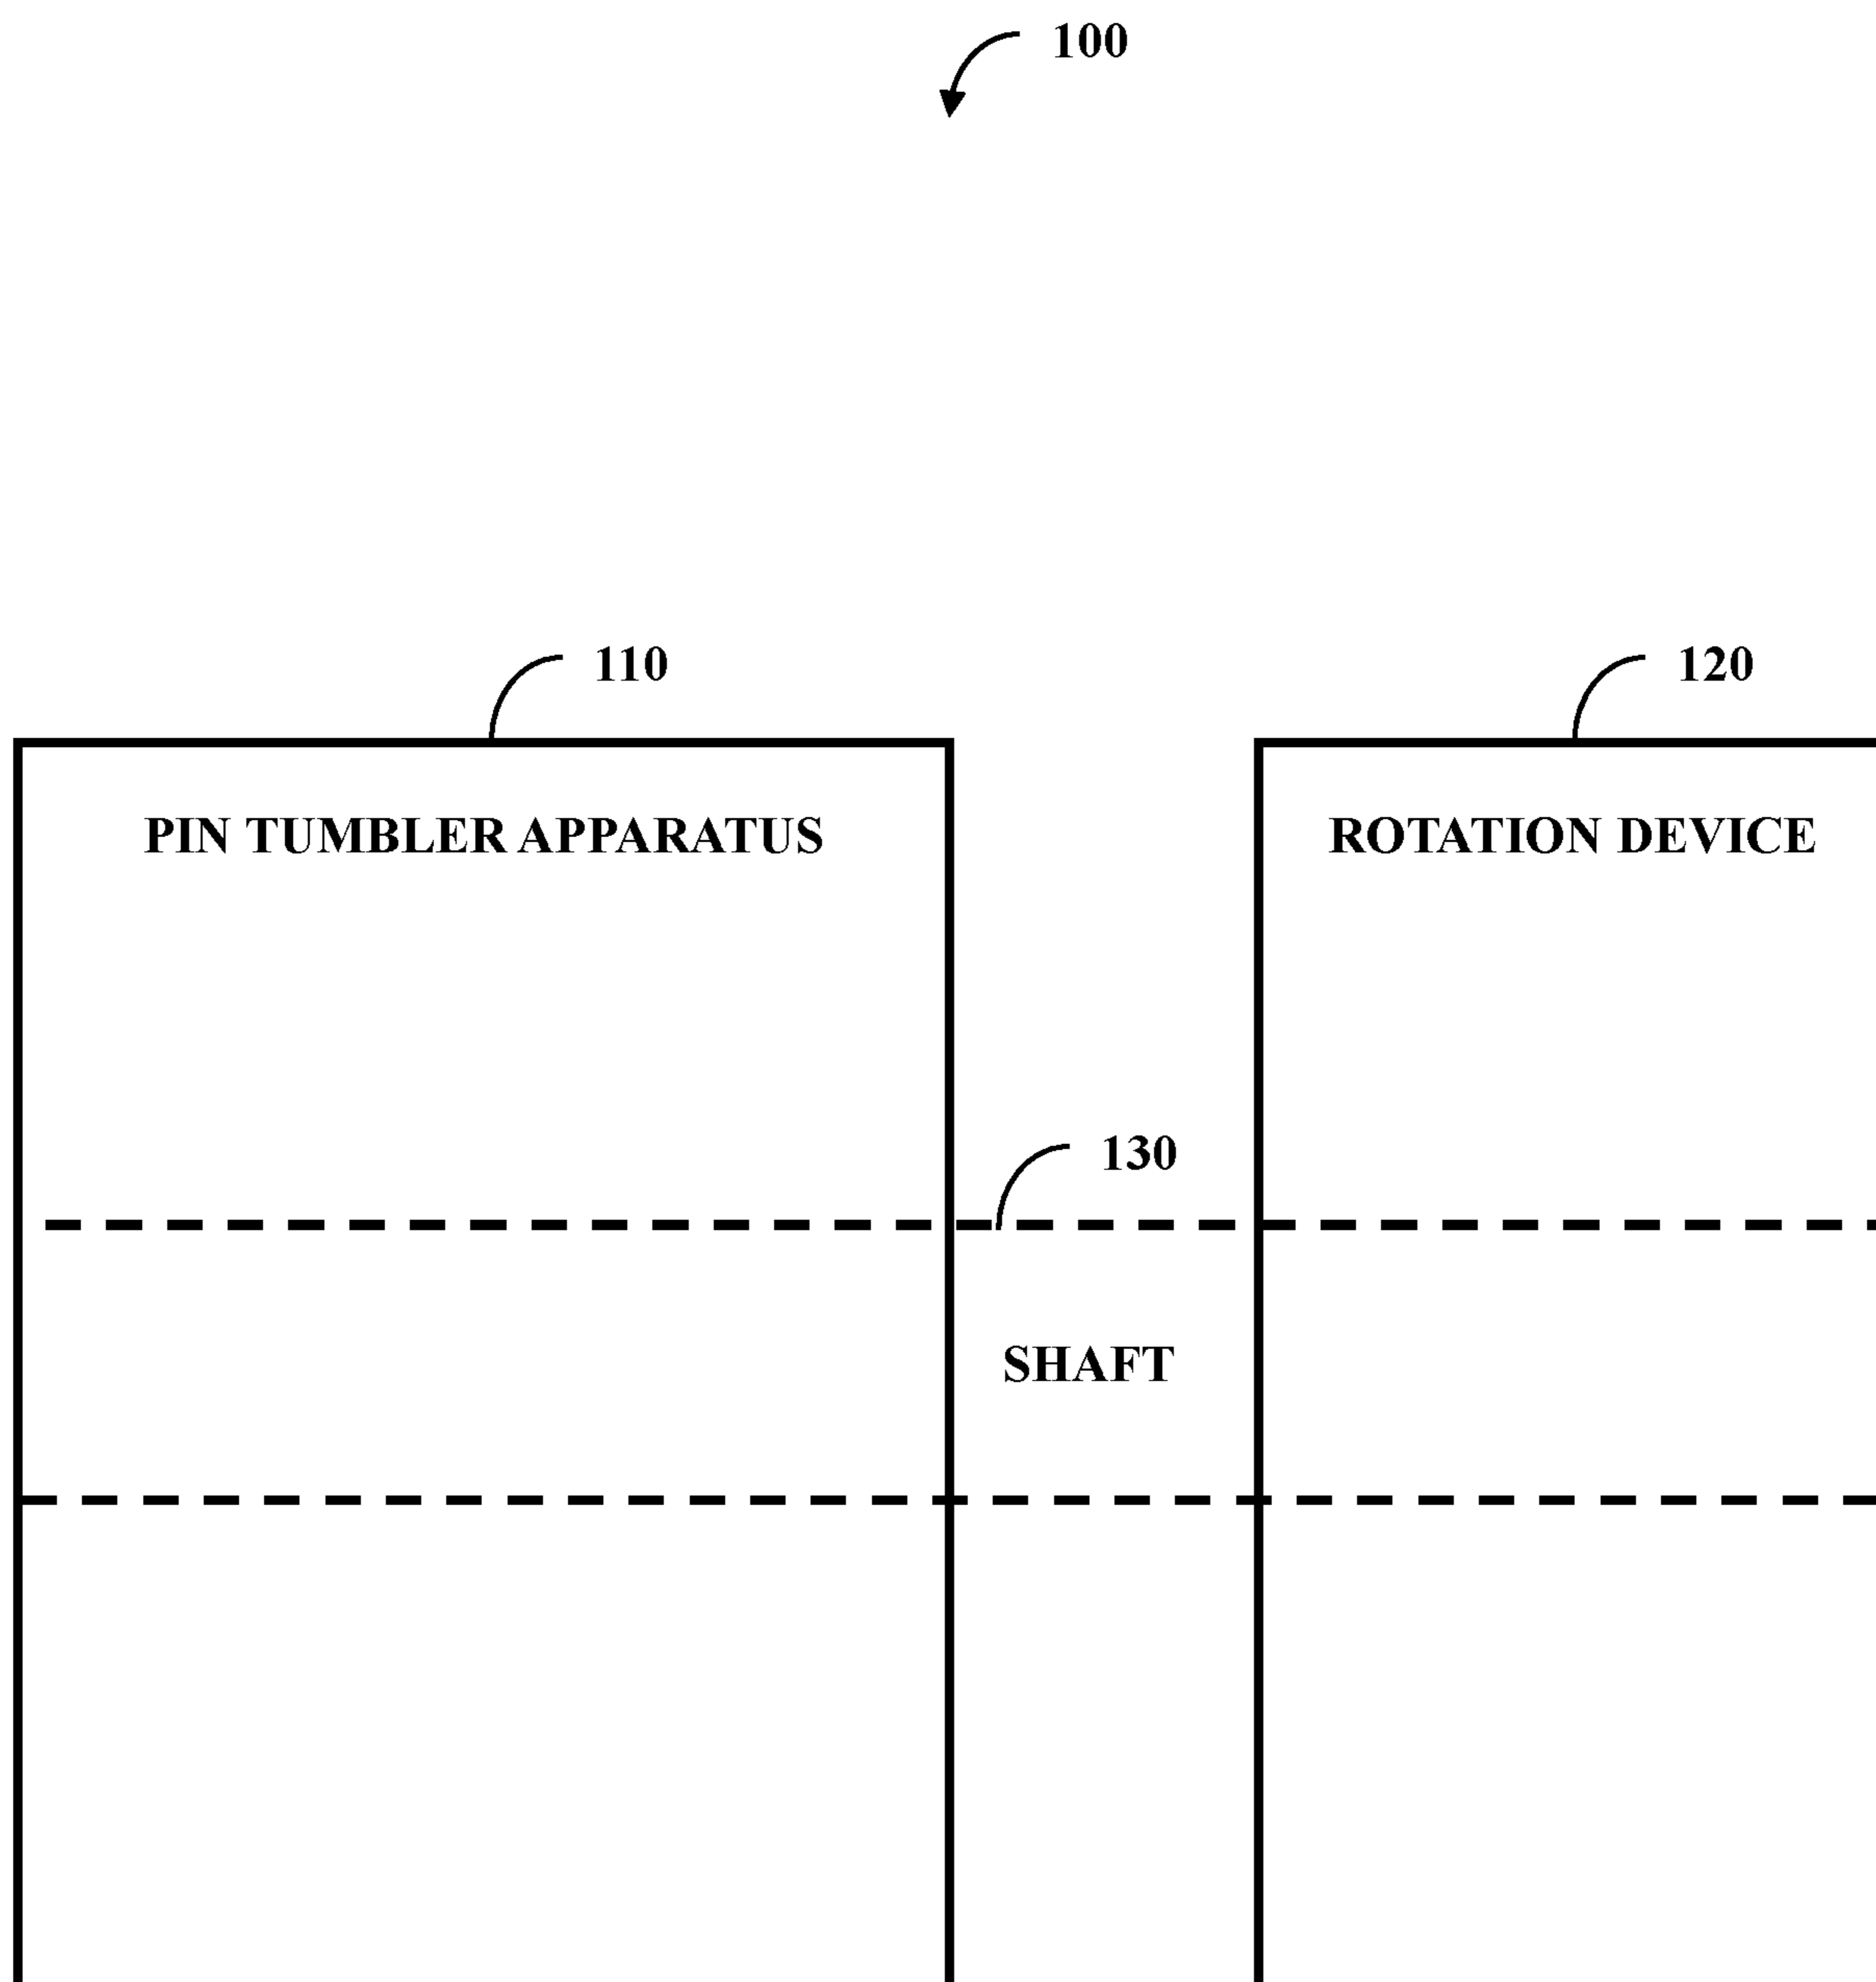 100
110
120
PIN TUMBLER APPARATUS
ROTATION DEVICE
130
SHAFT